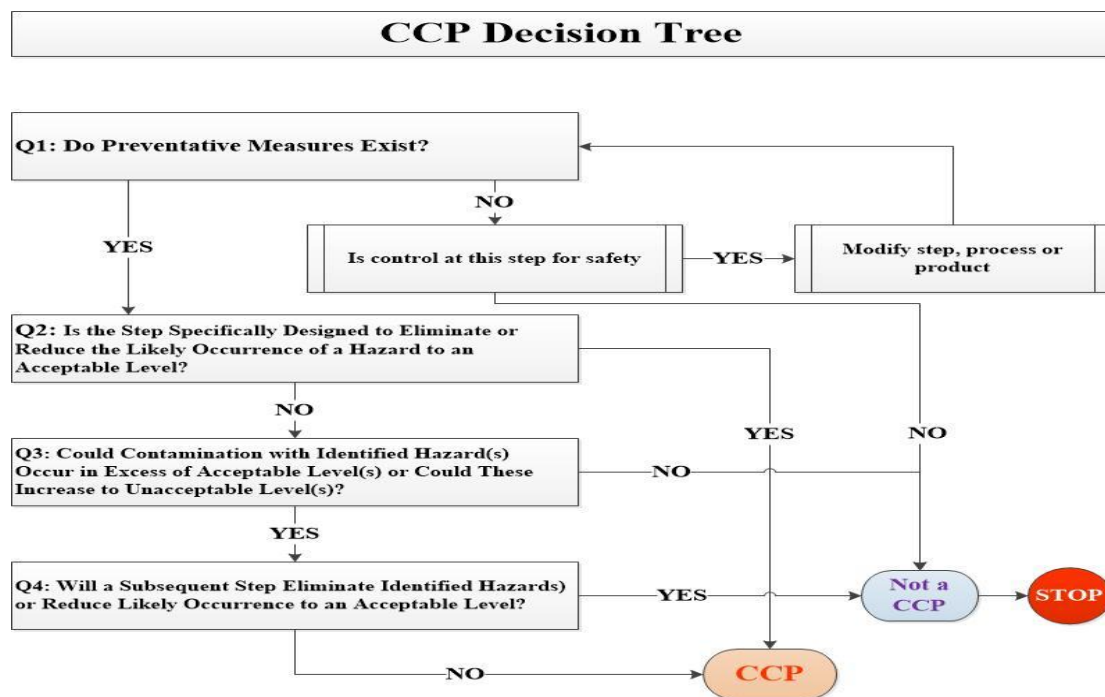 CCP Decision Tree
Q1: Do Preventative Measures Exist?
NO
YES
Is control at this step for safety
YES
Modify step, process or
product
Q2: Is the Step Specifically Designed to Eliminate or
Reduce the Likely Occurrence of a Hazard to an
Acceptable Level?
NO
YES
NO
Q3: Could Contamination with Identified Hazard(s)
Occur in Excess of Acceptable Level(s) or Could These
Increase to Unacceptable Level(s)?
NO
YES
Q4: Will a Subsequent Step Eliminate Identified Hazards)
or Reduce Likely Occurrence to an Acceptable Level?
YES
Not a
CCP
STOP
NO
CCP